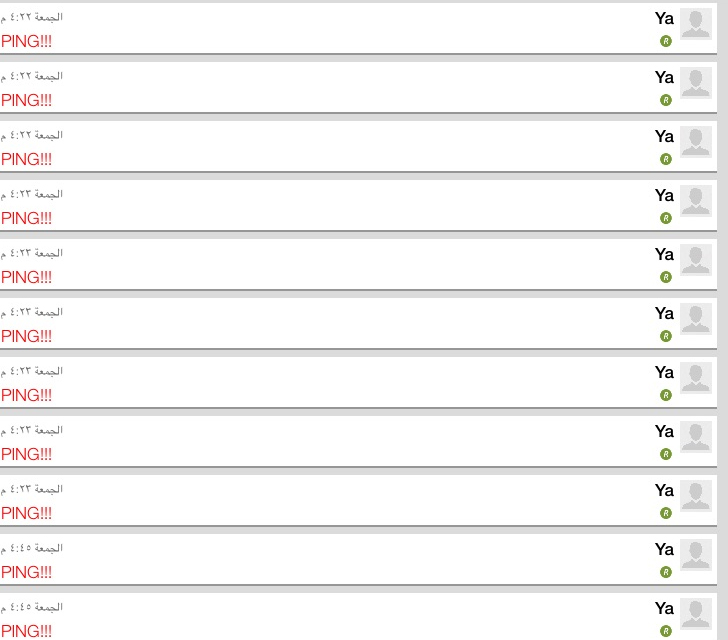 Ya
الجمعة ٤:٢٢ م
R
PING!!!
Ya
الجمعة ٤:٢٢ م
R
PING!!!
Ya
الجمعة ٤:٢٢ م
R
PING!!!
Ya
الجمعة ٤:٢٣ م
R
PING!!!
Ya
الجمعة ٤:٢٣ م
R
PING!!!
Ya
الجمعة ٤:٢٣ م
R
PING!!!
Ya
الجمعة ٤:٢٣ م
R
PING!!!
Ya
الجمعة ٤:٢٣ م
R
PING!!!
Ya
الجمعة ٤:٢٣ م
R
PING!!!
Ya
الجمعة ٤:٤٥ م
R
PING!!!
Ya
الجمعة ٤:٤٥ م
R
PING!!!